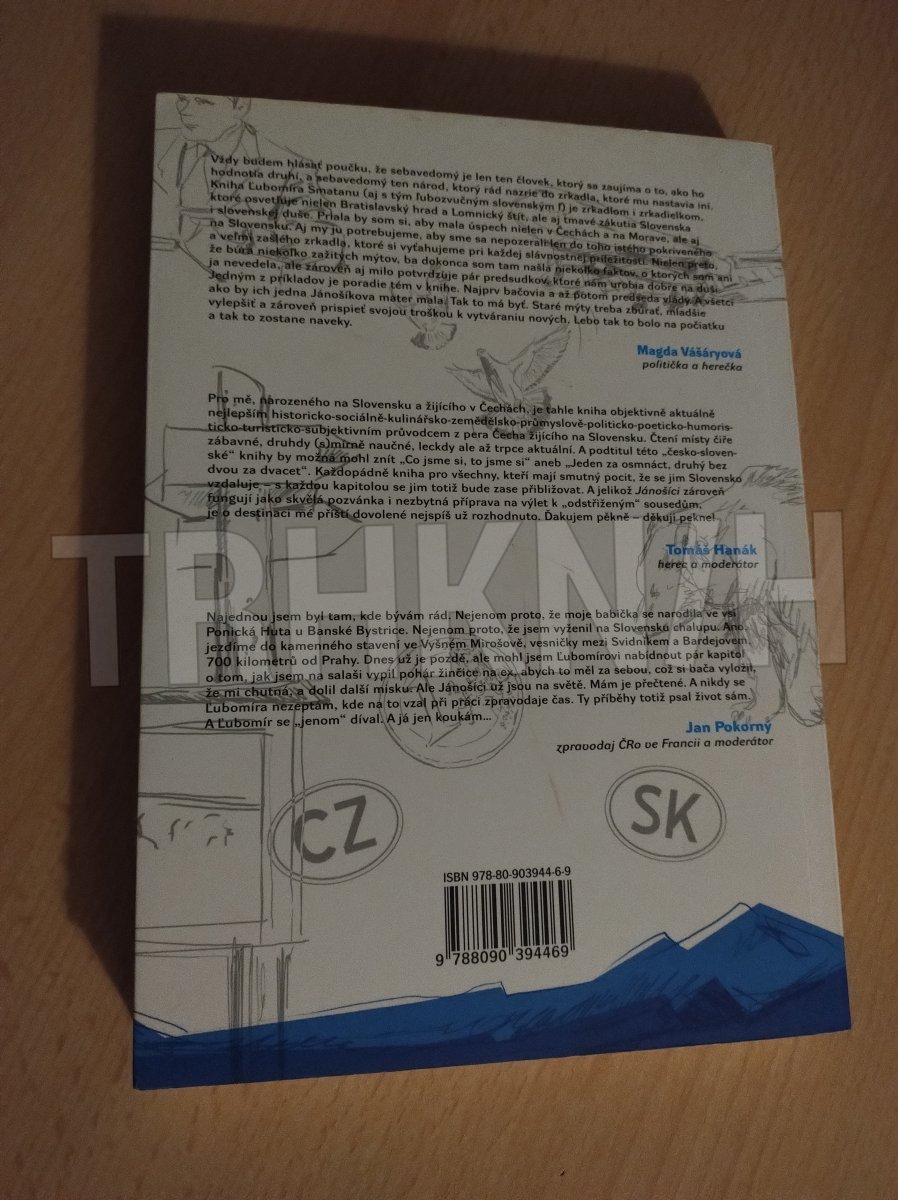 Vždy budem hlásať poučku, že sebavedomý je len ten človek, ktorý sa zaujíma o to, ako ho
hodnotia druhí, a sebavedomý ten národ, ktorý rád nazrie do zrkadla, ktoré mu nastavia iní.
Kniha Ľubomíra Smatanu (aj s tým ľubozvučným slovenským ľ) je zrkadlom i zrkadielkom,
ktoré osvetľuje nielen Bratislavský hrad a Lomnický štít, ale aj tmavé zákutia Slovenska
i slovenskej duše. Priala by som si, aby mala úspech nielen v Čechách a na Morave, ale aj
na Slovensku. Aj my ju potrebujeme, aby sme sa nepozerali len do toho istého pokriveného
a veľmi zašlého zrkadla, ktoré si vyťahujeme pri každej slávnostnej príležitosti. Nielen preto,
že búra niekoľko zažitých mýtov, ba dokonca som tam našla niekoľko faktov, o ktorých som ani
ja nevedela, ale zároveň aj milo potvrdzuje pár predsudkov, ktoré nám urobia dobre na duši.
Jedným z príkladov je poradie tém v knihe. Najprv bačovia a až potom predseda vlády. A všetci
ako by ich jedna Jánošíkova mater mala. Tak to má byť. Staré mýty treba zbúrať, mladšie
vylepšiť a zároveň prispieť svojou troškou k vytváraniu nových. Lebo tak to bolo na počiatku
a tak to zostane naveky.
Magda Vášáryová
politička a herečka
Pro mě, narozeného na Slovensku a žijícího v Čechách, je tahle kniha objektivně aktuálně
nejlepším historicko-sociálně-kulinářsko-zemědělsko-průmyslově-politicko-poeticko-humoris-
ticko-turisticko-subjektivním průvodcem z pera Čecha žijícího na Slovensku. Čtení místy čiře
zábavné, druhdy (s)mírně naučné, leckdy ale až trpce aktuální. A podtitul této „česko-sloven-
ské“ knihy by možná mohl znít „Co jsme si, to jsme si“ aneb „Jeden za osmnáct, druhý bez
dvou za dvacet“. Každopádně kniha pro všechny, kteří mají smutný pocit, že se jim Slovensko
vzdaluje – s každou kapitolou se jim totiž bude zase přibližovat. A jelikož Jánošíci zároveň
fungují jako skvělá pozvánka i nezbytná příprava na výlet k „odstřiženým“ sousedům,
je o destinaci mé příští dovolené nejspíš už rozhodnuto. Ďakujem pěkně – děkuji pekne!
Tomáš Hanák
herec a moderátor
Najednou jsem byl tam, kde bývám rád. Nejenom proto, že moje babička se narodila ve vsi
Ponická Huta u Banské Bystrice. Nejenom proto, že jsem vyženil na Slovensku chalupu. Ano,
jezdíme do kamenného stavení ve Vyšném Mirošově, vesničky mezi Svidníkem a Bardejovem,
700 kilometrů od Prahy. Dnes už je pozdě, ale mohl jsem Ľubomírovi nabídnout pár kapitol
o tom, jak jsem na salaši vypil pohár žinčice na ex, abych to měl za sebou, což si bača vyložil,
že mi chutná, a dolil další misku. Ale Jánošíci už jsou na světě. Mám je přečtené. A nikdy se
Ľubomíra nezeptám, kde na to vzal při práci zpravodaje čas. Ty příběhy totiž psal život sám.
A Ľubomír se „jenom“ díval. A já jen koukám...
Jan Pokorný
zpravodaj ČRo ve Francii a moderátor
CZ
SK
ISBN 978-80-903944-6-9
9 788090 394469
TRHKNIH